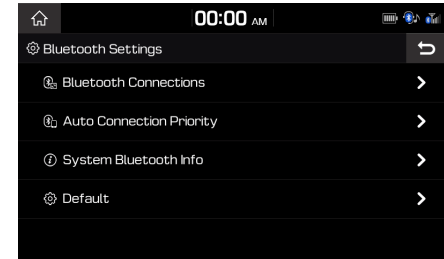 00:00 AM
Bluetooth Settings
Bluetooth Connections
Auto Connection Priority
System Bluetooth Info
Default